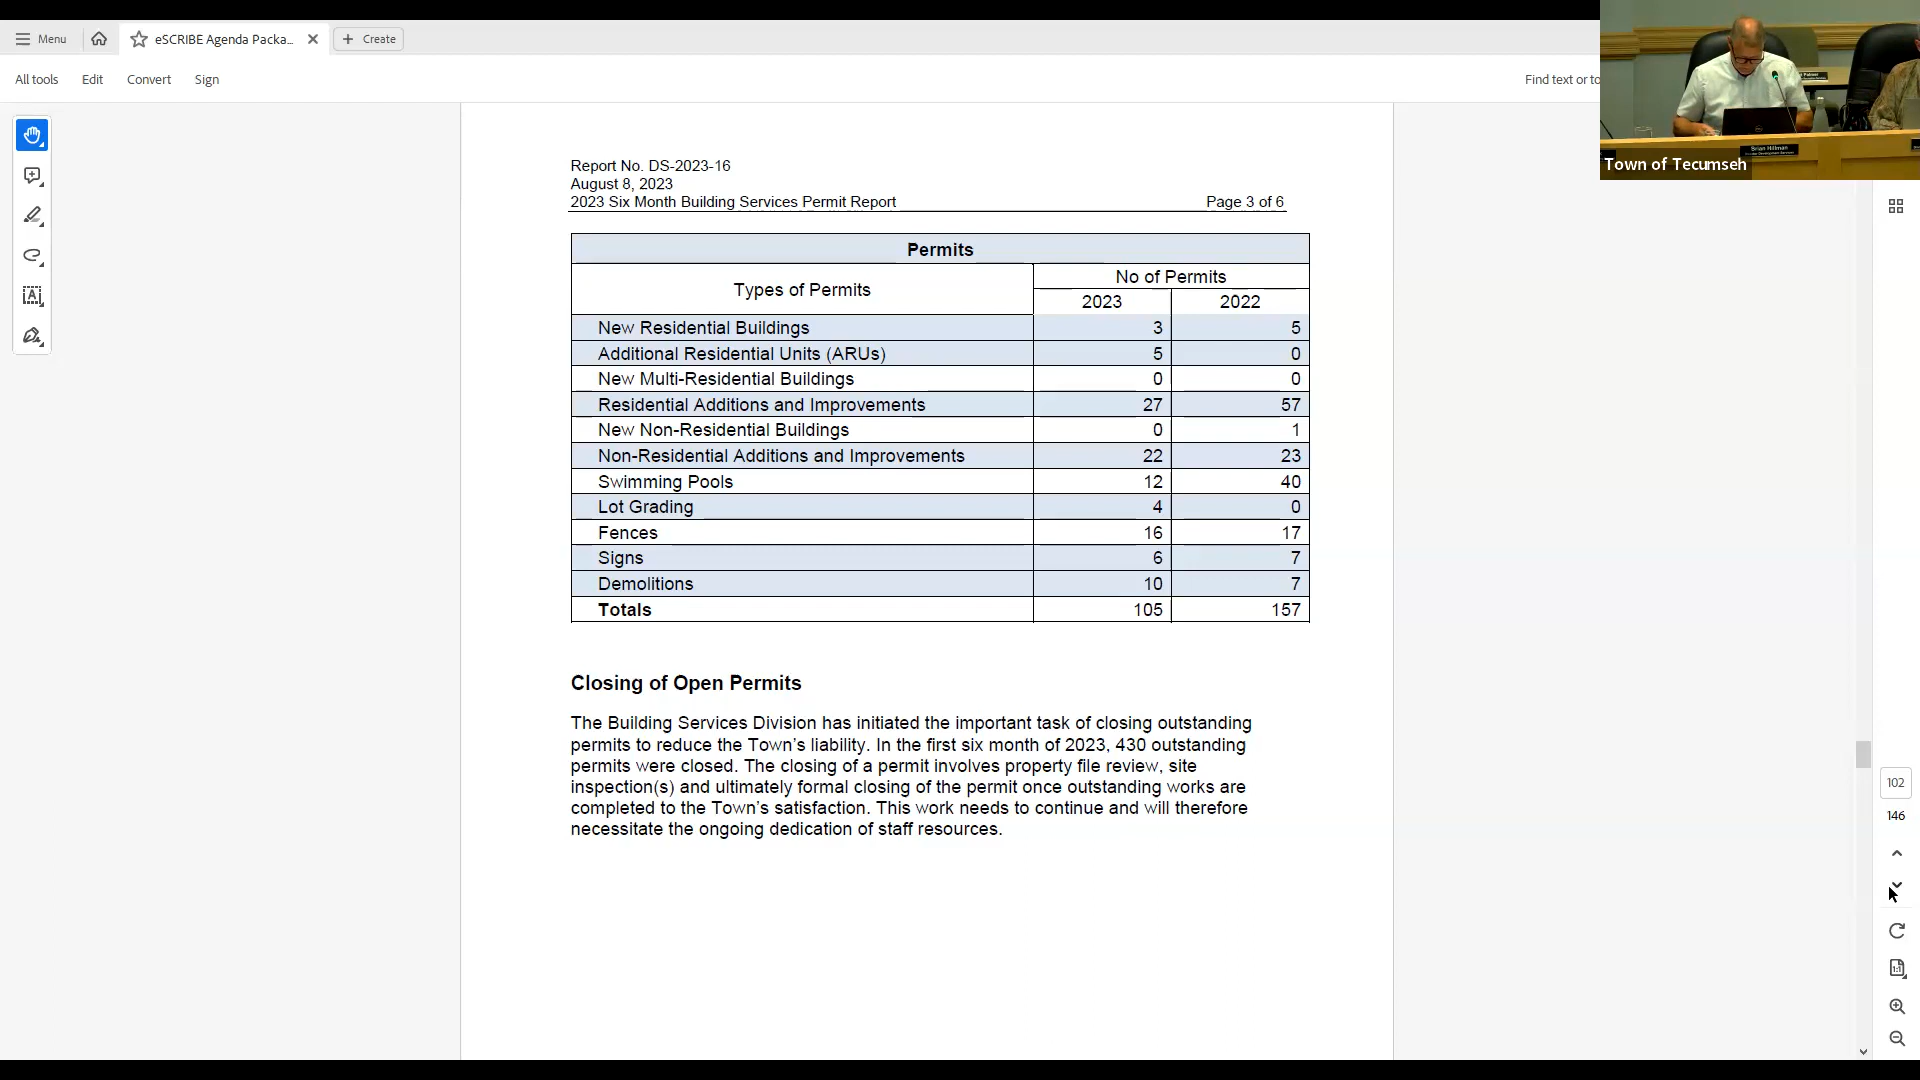 Menu
eSCRIBE Agenda Packa...
Create
All tools Edit Convert Sign
Find text or to
Brian Hillman
Town of Tecumseh
Report No. DS-2023-16
August 8, 2023
2023 Six Month Building Services Permit Report Page 3 of 6
Permits
Types of Permits No of Permits
2023 2022
New Residential Buildings 3 5
Additional Residential Units (ARUs) 5 0
New Multi-Residential Buildings 0 0
Residential Additions and Improvements 27 57
New Non-Residential Buildings 0 1
Non-Residential Additions and Improvements 22 23
Swimming Pools 12 40
Lot Grading 4 0
Fences 16 17
Signs 6 7
Demolitions 10 7
Totals 105 157
Closing of Open Permits
The Building Services Division has initiated the important task of closing outstanding
permits to reduce the Town's liability. In the first six month of 2023, 430 outstanding
permits were closed. The closing of a permit involves property file review, site
inspection(s) and ultimately formal closing of the permit once outstanding works are
completed to the Town's satisfaction. This work needs to continue and will therefore
necessitate the ongoing dedication of staff resources.
102
146